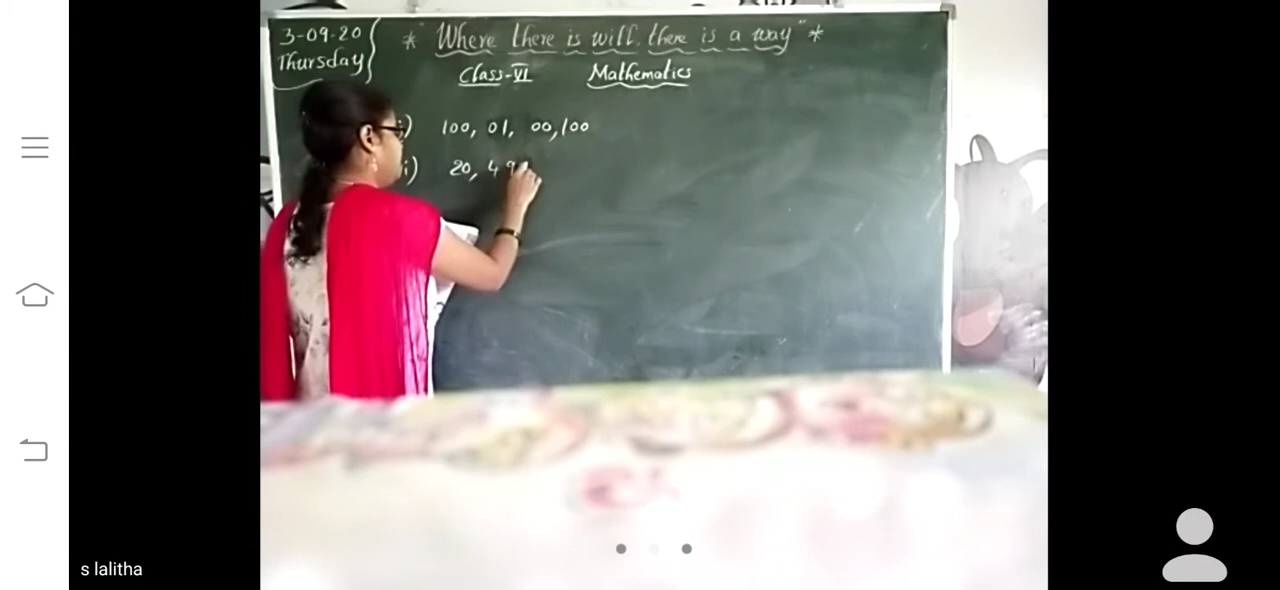 3-09-20
Thursday
* "Where there is will. there is a way" *
Class-VI Mathematics
i) 100, 01, 00,100
i) 20, 49
s lalitha